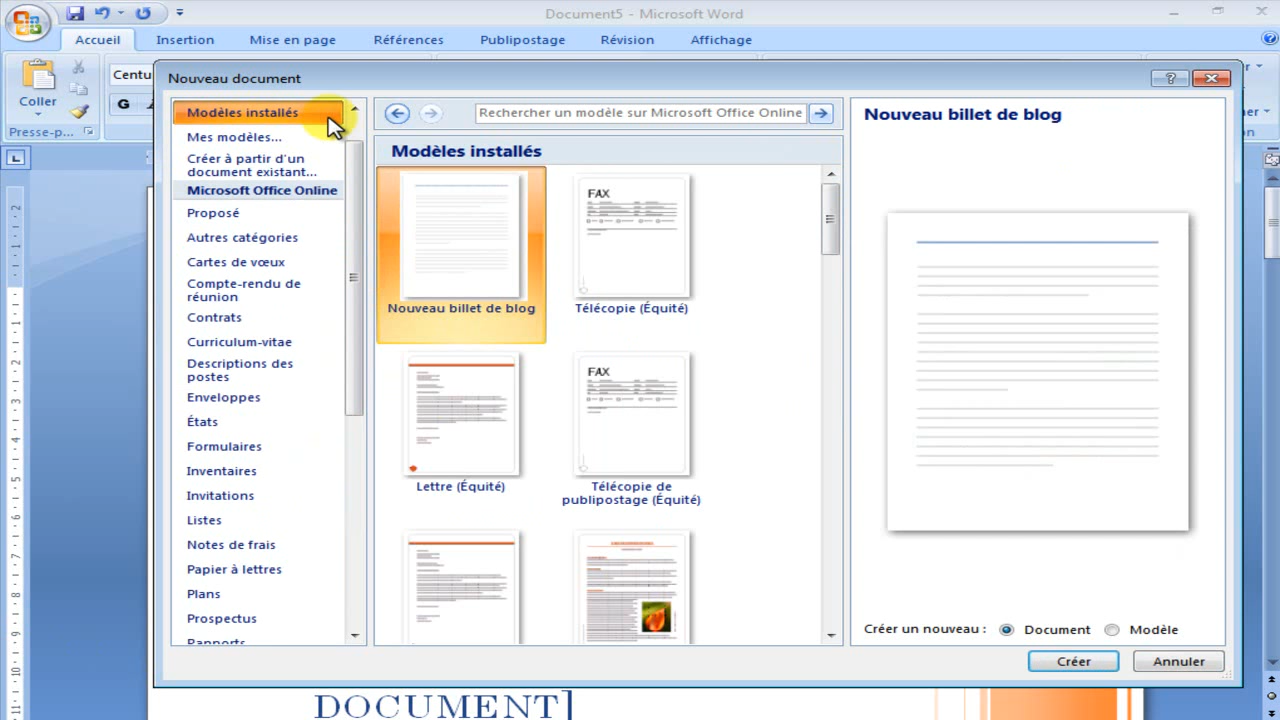 Document5 - Microsoft Word
Accueil Insertion Mise en page Références Publipostage Révision Affichage
Coller
Presse-p...
Centu
G
Nouveau document
Modèles installés
Mes modèles...
Créer à partir d'un
document existant...
Microsoft Office Online
Proposé
Autres catégories
Cartes de vœux
Compte-rendu de
réunion
Contrats
Curriculum-vitae
Descriptions des
postes
Enveloppes
États
Formulaires
Inventaires
Invitations
Listes
Notes de frais
Papier à lettres
Plans
Prospectus
Rapports
Rechercher un modèle sur Microsoft Office Online
Modèles installés
Nouveau billet de blog
FAX
Télécopie (Équité)
Lettre (Équité)
FAX
Télécopie de
publipostage (Équité)
Nouveau billet de blog
Créer un nouveau : Document Modèle
Créer Annuler
DOCUMENT]